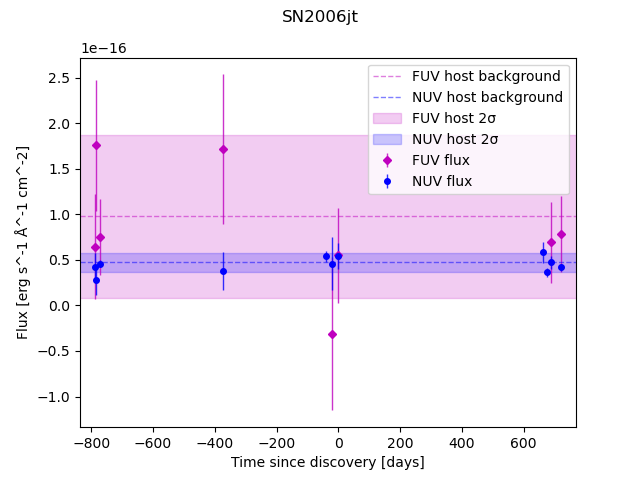 SN2006jt
1e−16
FUV host background
NUV host background
FUV host 2σ
NUV host 2σ
FUV flux
NUV flux
2.5
2.0
1.5
1.0
0.5
0.0
−0.5
−1.0
Flux [erg s^-1 Å^-1 cm^-2]
−800 −600 −400 −200 0 200 400 600
Time since discovery [days]